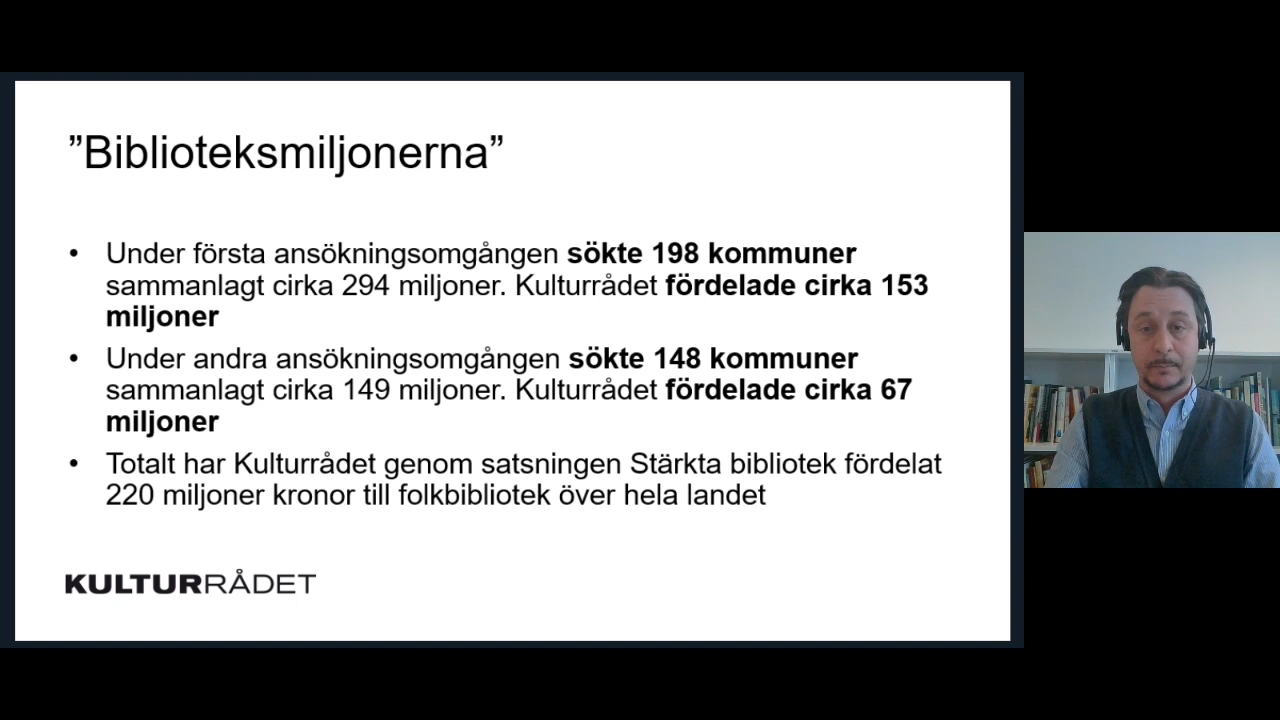 ”Biblioteksmiljonerna”
• Under första ansökningsomgången sökte 198 kommuner
sammanlagt cirka 294 miljoner. Kulturrådet fördelade cirka 153
miljoner
• Under andra ansökningsomgången sökte 148 kommuner
sammanlagt cirka 149 miljoner. Kulturrådet fördelade cirka 67
miljoner
• Totalt har Kulturrådet genom satsningen Stärkta bibliotek fördelat
220 miljoner kronor till folkbibliotek över hela landet
KULTURRÅDET